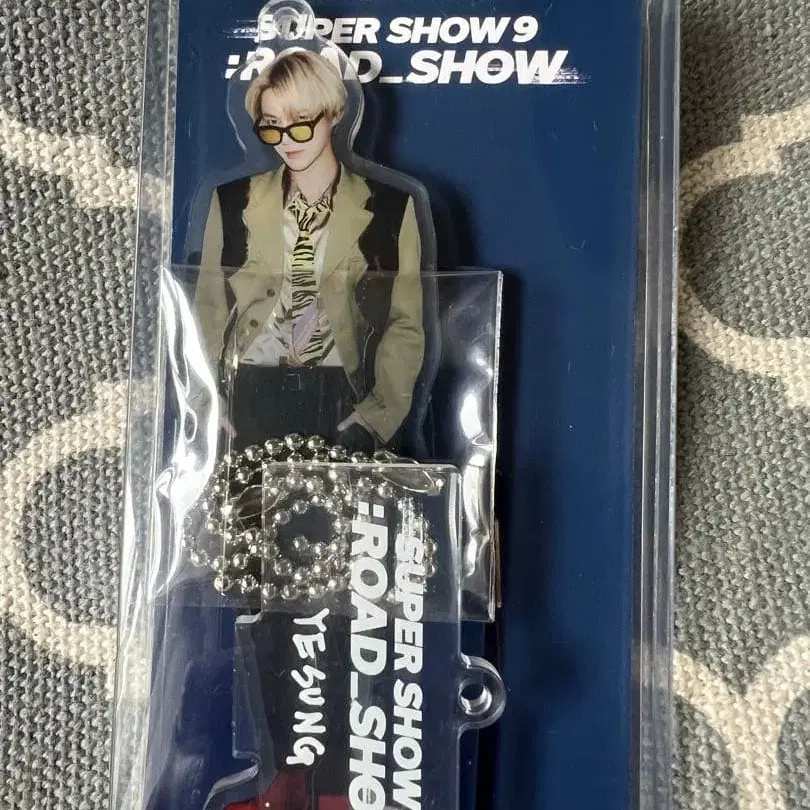 SUPER SHOW 9
:ROAD_SHOW
SUPER SHOW
:ROAD_SHO
YESUNG